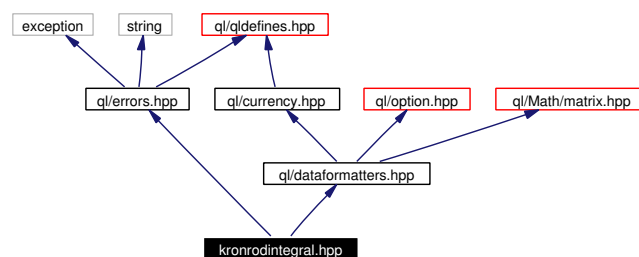 exception
string
ql/qldefines.hpp
ql/errors.hpp
ql/currency.hpp
ql/option.hpp
ql/Math/matrix.hpp
ql/dataformatters.hpp
kronrodintegral.hpp